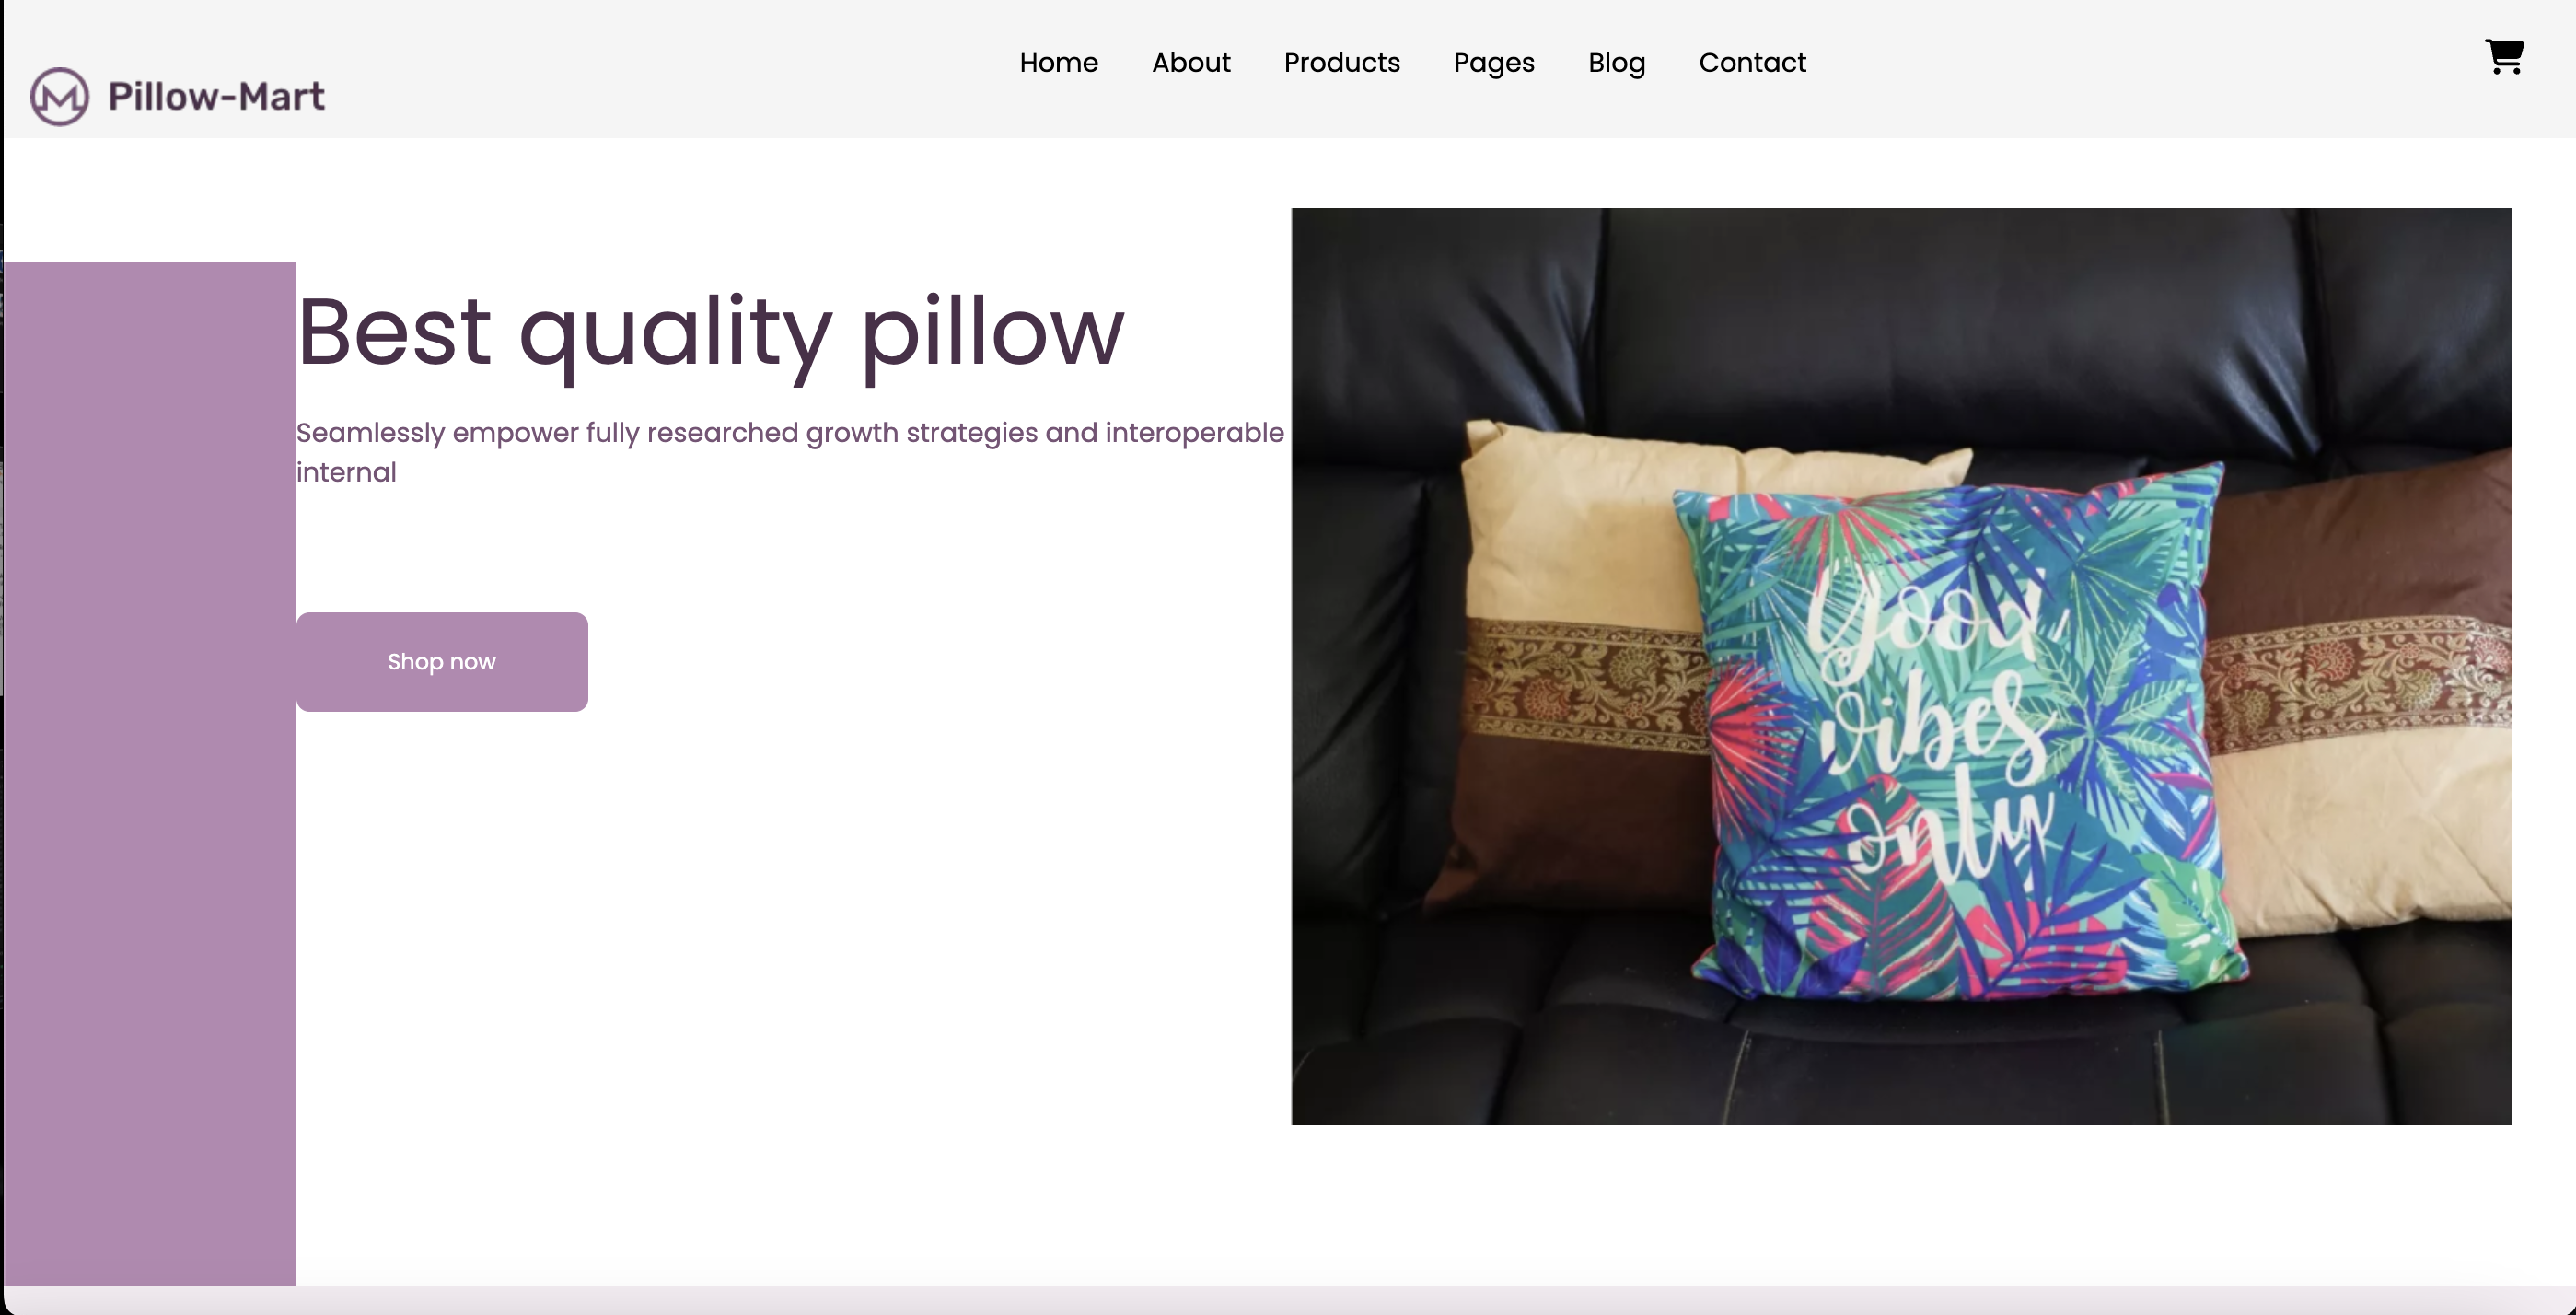 Home About Products Pages Blog Contact
Pillow-Mart
Best quality pillow
Seamlessly empower fully researched growth strategies and interoperable
internal
Shop now
Good
vibes
only